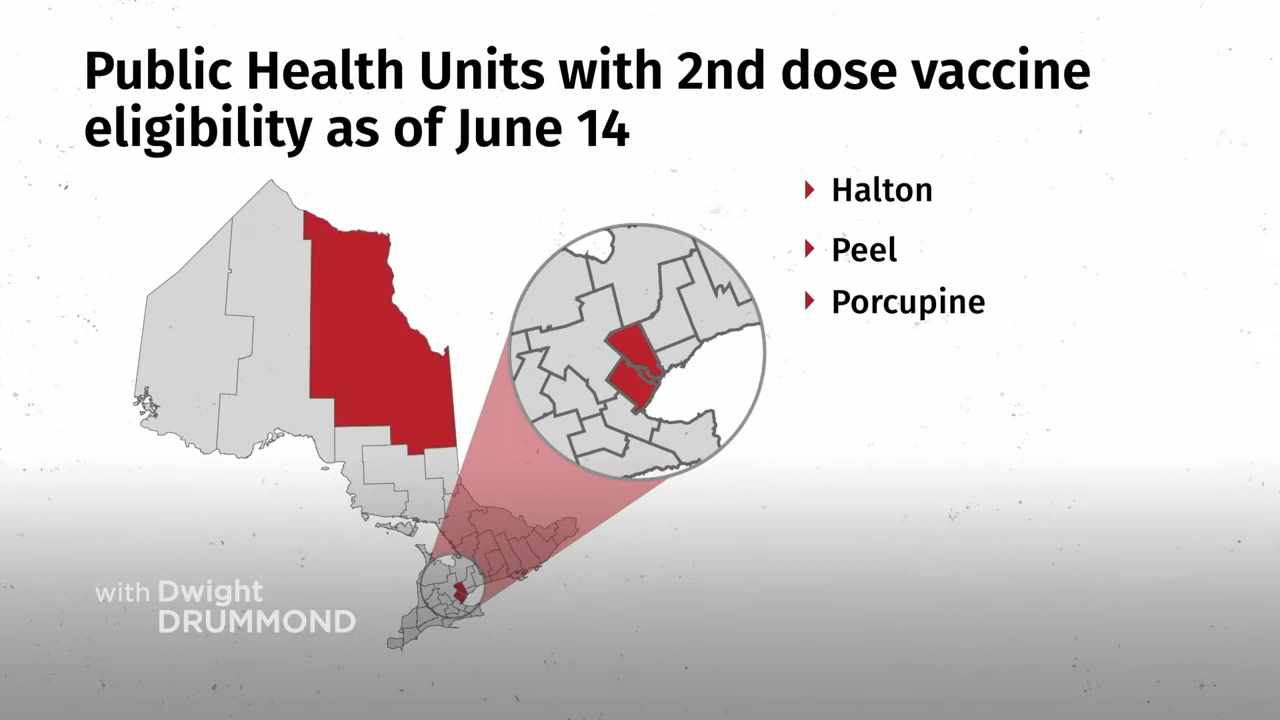 Public Health Units with 2nd dose vaccine
eligibility as of June 14
Halton
Peel
Porcupine
with Dwight
DRUMMOND